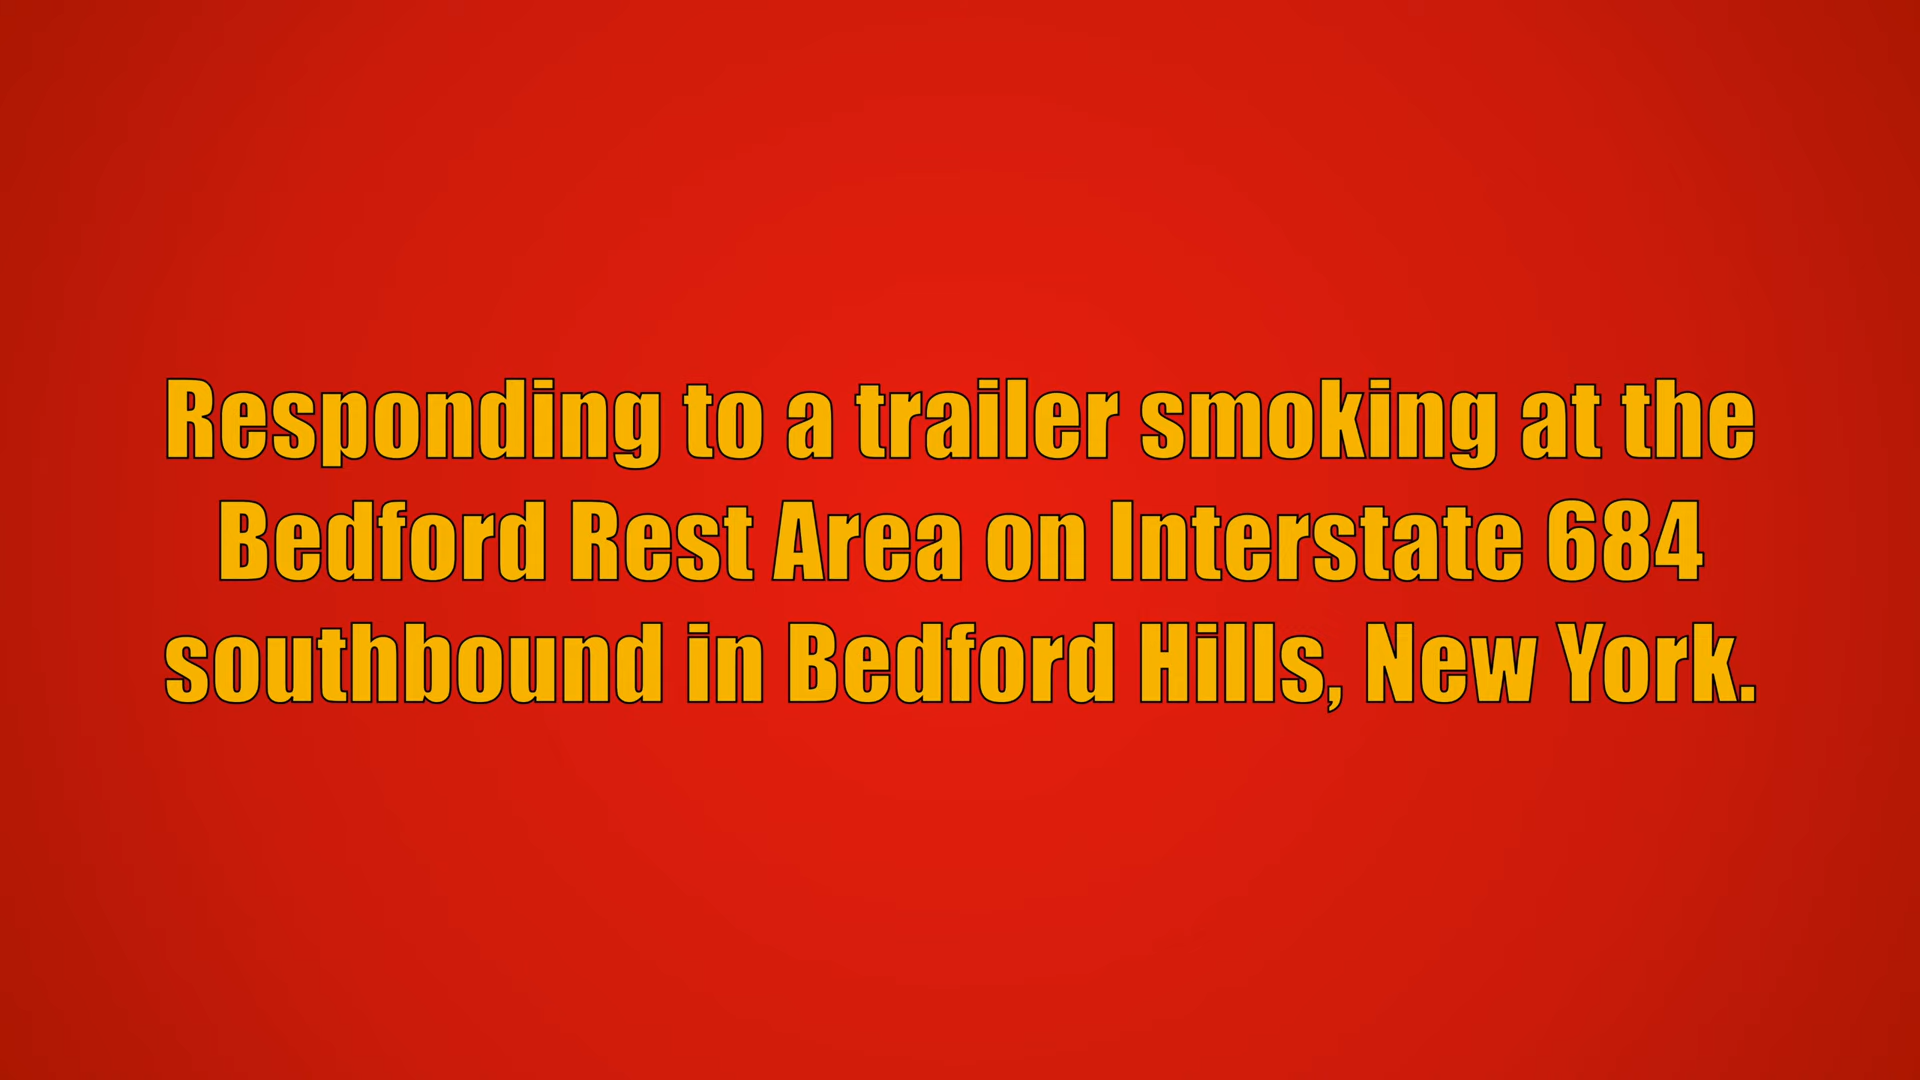 Responding to a trailer smoking at the
Bedford Rest Area on Interstate 684
southbound in Bedford Hills, New York.